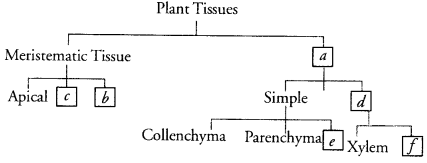 Plant Tissues
Meristematic Tissue a
Apical c b Simple d
Collenchyma Parenchyma e Xylem f